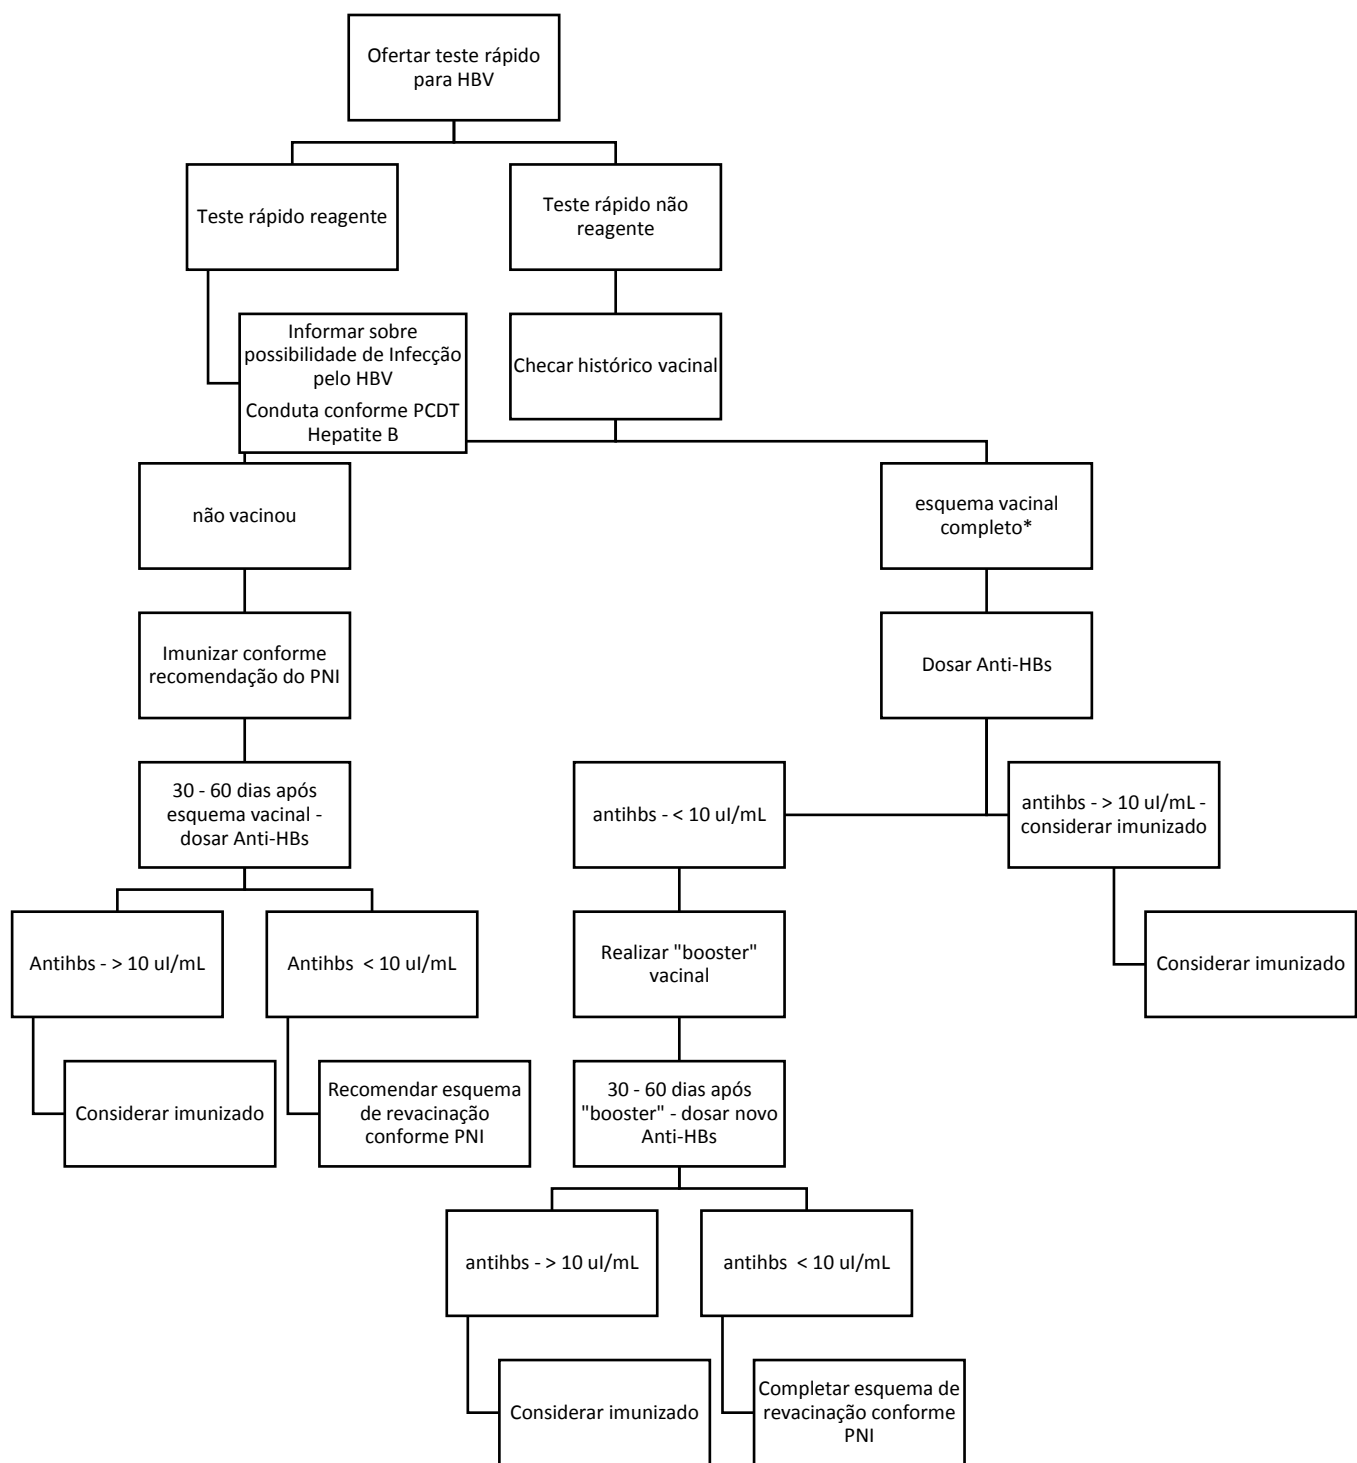 Ofertar teste rápido
para HBV
Teste rápido reagente
Teste rápido não
reagente
Informar sobre
possibilidade de Infecção
pelo HBV
Conduta conforme PCDT
Hepatite B
Checar histórico vacinal
não vacinou
esquema vacinal
completo*
Imunizar conforme
recomendação do PNI
Dosar Anti-HBs
30 - 60 dias após
esquema vacinal -
dosar Anti-HBs
antihbs - < 10 uI/mL
antihbs - > 10 uI/mL -
considerar imunizado
Antihbs - > 10 uI/mL
Antihbs  < 10 uI/mL
Realizar "booster"
vacinal
Considerar imunizado
Considerar imunizado
Recomendar esquema
de revacinação
conforme PNI
30 - 60 dias após
"booster" - dosar novo
Anti-HBs
antihbs - > 10 uI/mL
antihbs  < 10 uI/mL
Considerar imunizado
Completar esquema de
revacinação conforme
PNI